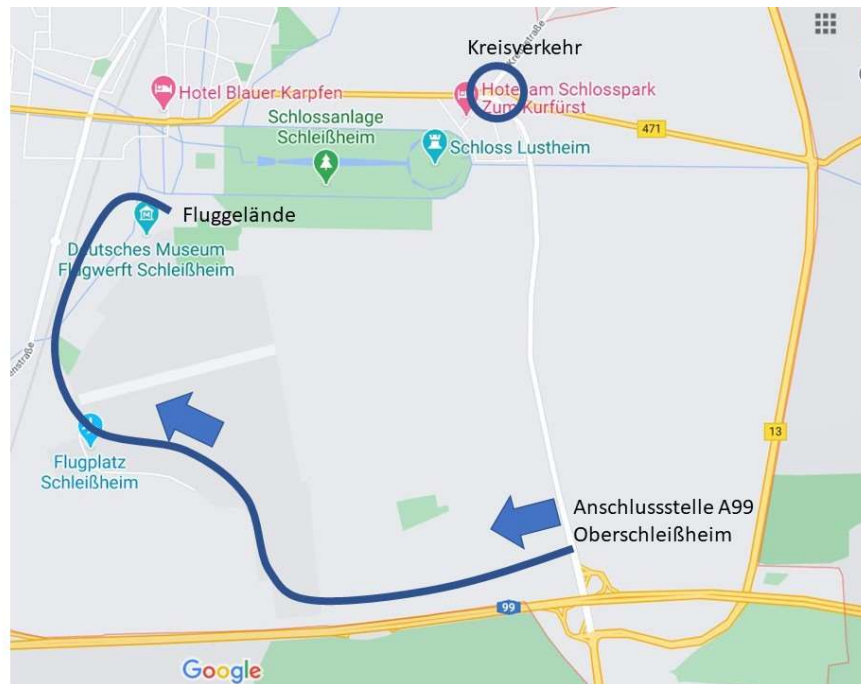 Kreisverkehr
Kreisstraße
Hotel Blauer Karpfen
Hotel am Schlosspark
Zum Kurfürst
Schlossanlage
Schleißheim
471
Schloss Lustheim
Fluggelände
Deutsches Museum
Flugwerft Schleißheim
13
Flugplatz
Schleißheim
Anschlussstelle A99
Oberschleißheim
99
Google